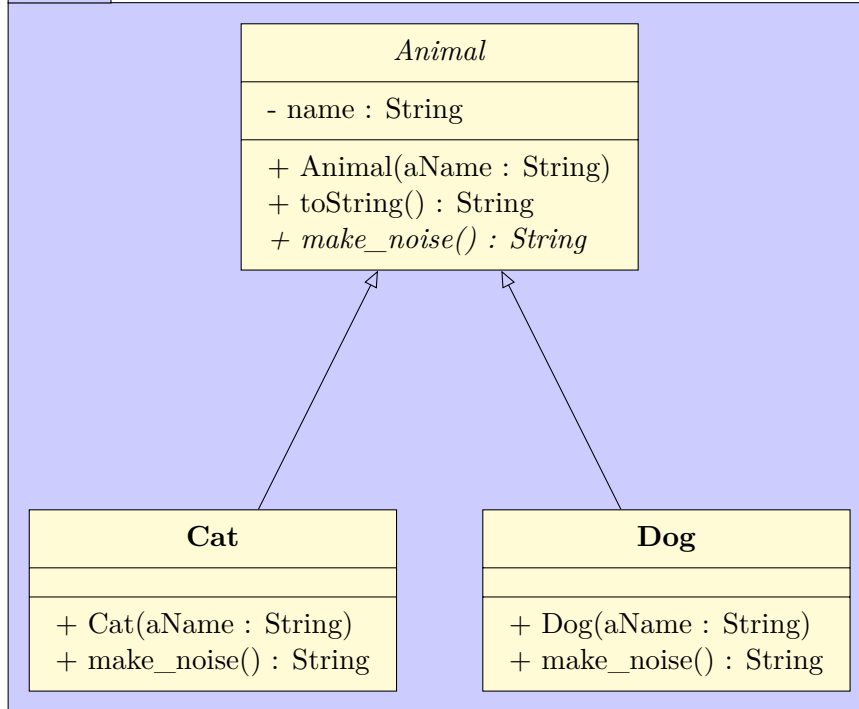 Animal
- name : String
+ Animal(aName : String)
+ toString() : String
+ make_noise() : String
Cat
+ Cat(aName : String)
+ make_noise() : String
Dog
+ Dog(aName : String)
+ make_noise() : String